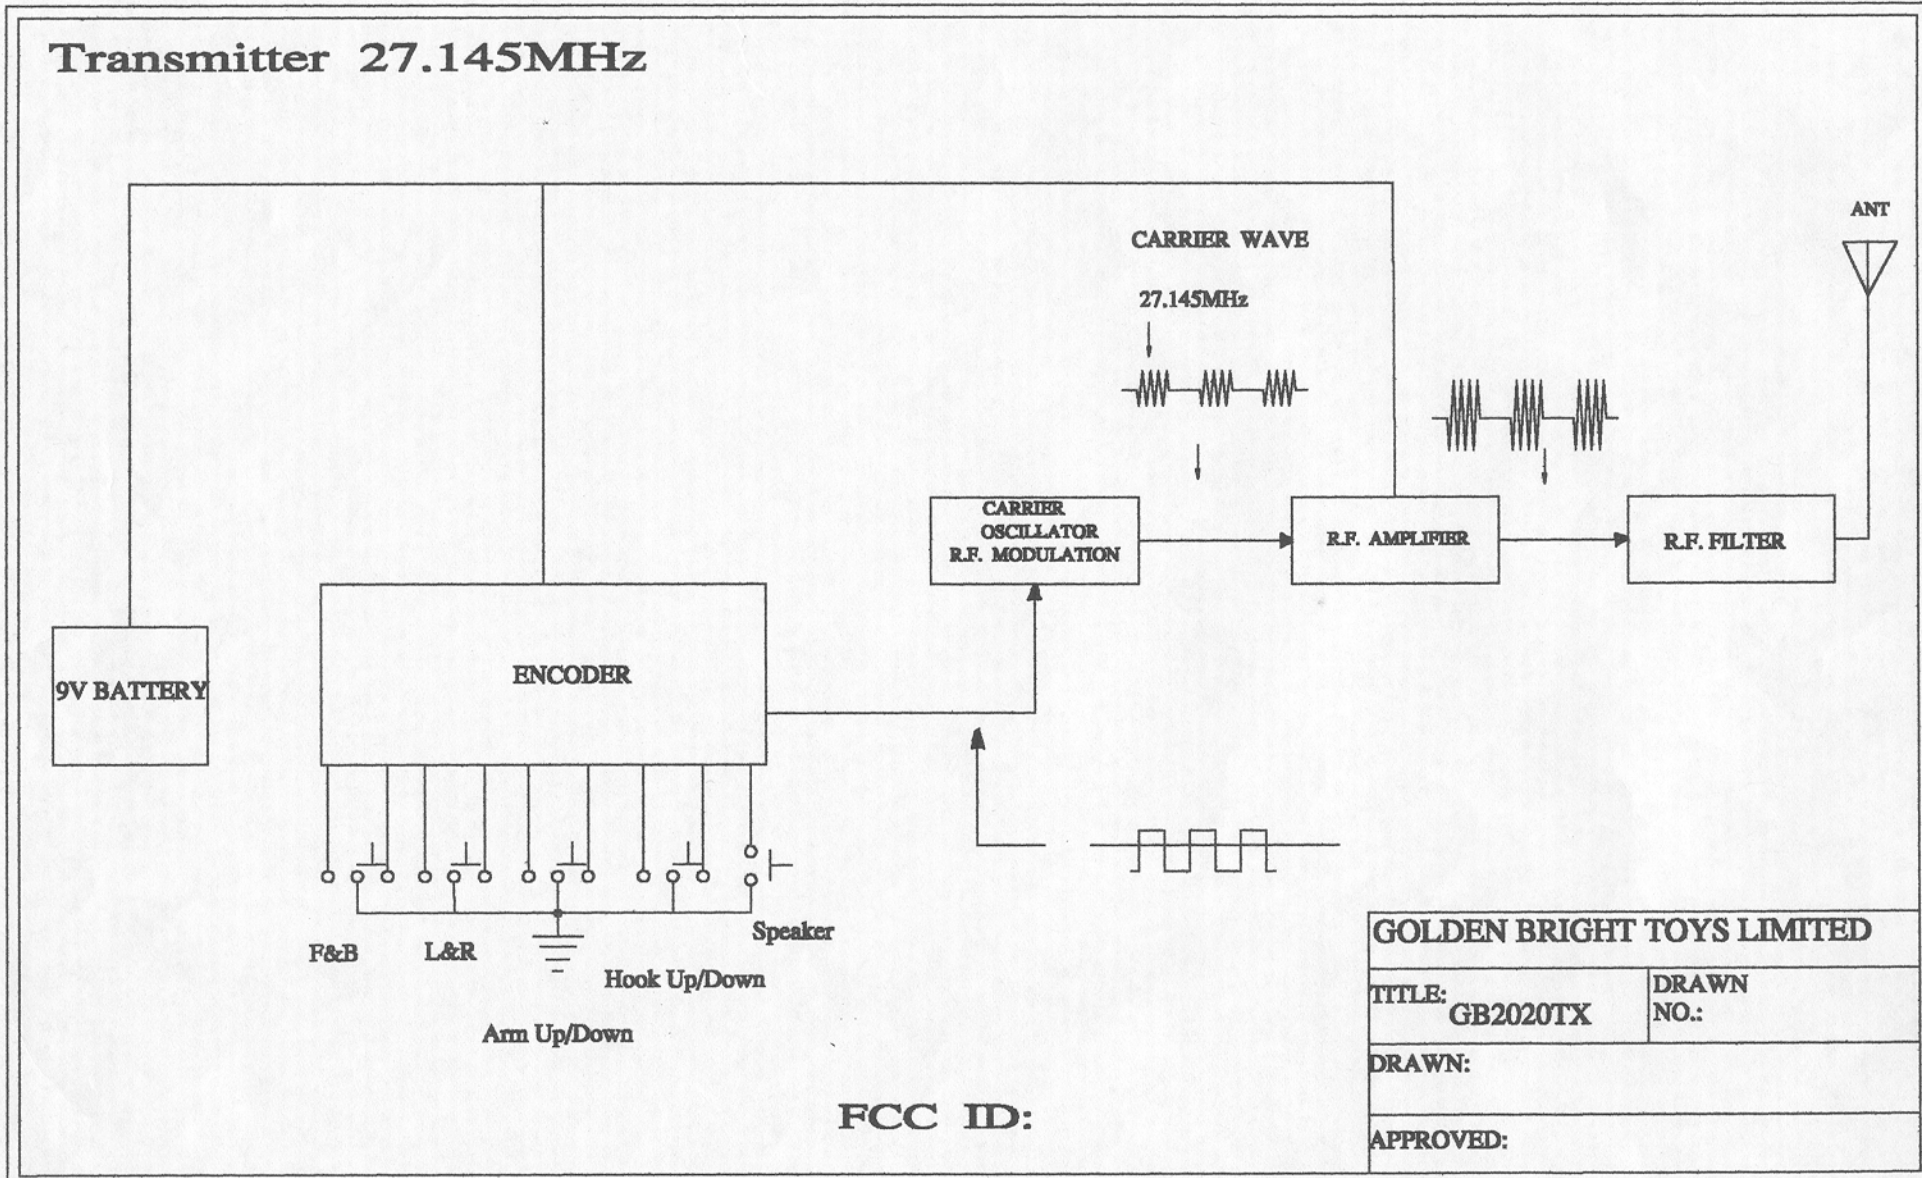 Transmitter 27.145MHz
ANT
CARRIER WAVE
27.145MHz
CARRIER
OSCILLATOR
R.F. MODULATION
R.F. AMPLIFIER
R.F. FILTER
9V BATTERY
ENCODER
F&B
L&R
Speaker
Hook Up/Down
Arm Up/Down
FCC ID:
GOLDEN BRIGHT TOYS LIMITED
TITLE:
GB2020TX
DRAWN
NO.:
DRAWN:
APPROVED: